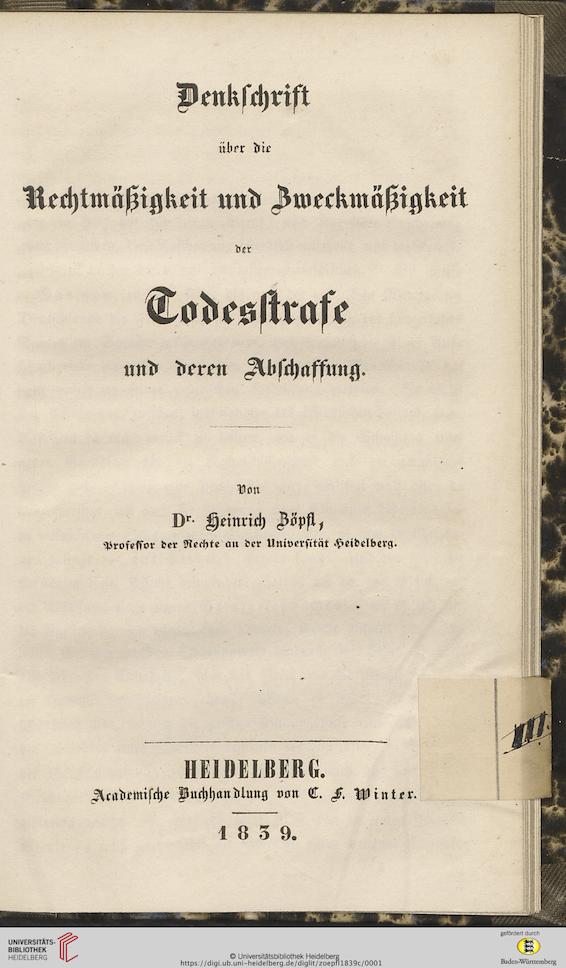 Denkſchrift
über die
Rechtmäßigkeit und Zweckmäßigkeit
der
Todesſtrafe
und deren Abſchaffung.
Von
Dr. Heinrich Zöpfl,
Profeſſor der Rechte an der Univerſität Heidelberg.
III.
HEIDELBERG.
Academiſche Buchhandlung von C. F. Winter.
1839.
UNIVERSITÄTS-
BIBLIOTHEK
HEIDELBERG
© Universitätsbibliothek Heidelberg
https://digi.ub.uni-heidelberg.de/diglit/zoepfl1839c/0001
gefördert durch
Baden-Württemberg